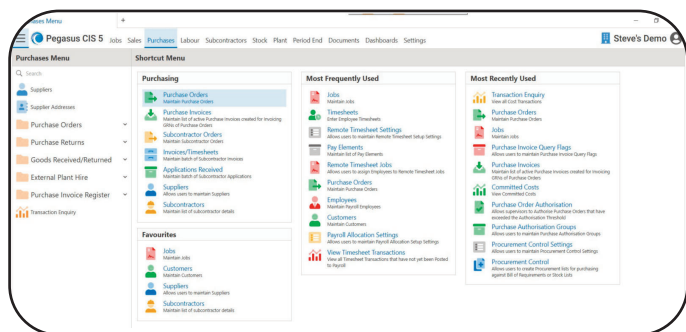 ases Menu
+
Pegasus CIS 5 Jobs Sales Purchases Labour Subcontractors Stock Plant Period End Documents Dashboards Settings Steve's Demo
Purchases Menu
Search
Suppliers
Supplier Addresses
Purchase Orders
Purchase Returns
Goods Received/Returned
External Plant Hire
Purchase Invoice Register
Transaction Enquiry
Shortcut Menu
Purchasing
Purchase Orders
Maintain Purchase Orders
Purchase Invoices
Maintain list of active Purchase Invoices created for Invoicing
GRNs of Purchase Orders
Subcontractor Orders
Maintain Subcontractor Orders
Invoices/Timesheets
Maintain batch of Subcontractor Invoices
Applications Received
Maintain batch of Subcontractor Applications
Suppliers
Allows users to maintain Suppliers
Subcontractors
Maintain list of subcontractor details
Favourites
Jobs
Maintain Jobs
Customers
Maintain Customers
Suppliers
Allows users to maintain Suppliers
Subcontractors
Maintain list of subcontractor details
Most Frequently Used
Jobs
Maintain Jobs
Timesheets
Enter Employee Timesheets
Remote Timesheet Settings
Allows users to maintain Remote Timesheet Setup Settings
Pay Elements
Maintain list of Pay Elements
Remote Timesheet Jobs
Allows users to assign Employees to Remote Timesheet Jobs
Purchase Orders
Maintain Purchase Orders
Employees
Maintain Payroll Employees
Customers
Maintain Customers
Payroll Allocation Settings
Allows users to maintain Payroll Allocation Setup Settings
View Timesheet Transactions
View all Timesheet Transactions that have not yet been Posted
to Payroll
Most Recently Used
Transaction Enquiry
View all Cost Transactions
Purchase Orders
Maintain Purchase Orders
Jobs
Maintain Jobs
Purchase Invoice Query Flags
Allows users to maintain Purchase Invoice Query Flags
Purchase Invoices
Maintain list of active Purchase Invoices created for Invoicing
GRNs of Purchase Orders
Committed Costs
View Committed Costs
Purchase Order Authorisation
Allows supervisors to Authorise Purchase Orders that have
exceeded the Authorisation Threshold
Purchase Authorisation Groups
Allows users to maintain Purchase Authorisation Groups
Procurement Control Settings
Allows users to maintain Procurement Control Settings
Procurement Control
Allows users to create Procurement lists for purchasing
against Bill of Requirements or Stock Lists